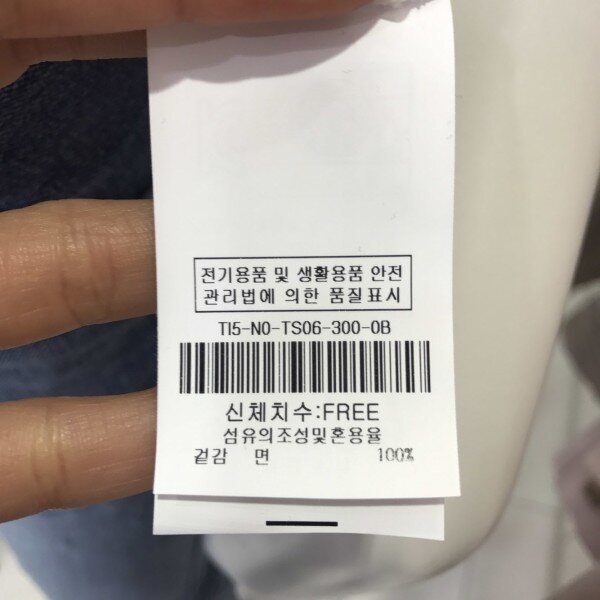 전기용품 및 생활용품 안전
관리법에 의한 품질표시
TI5-N0-TS06-300-0B
신체치수:FREE
섬유의조성및혼용율
겉감 면 100%